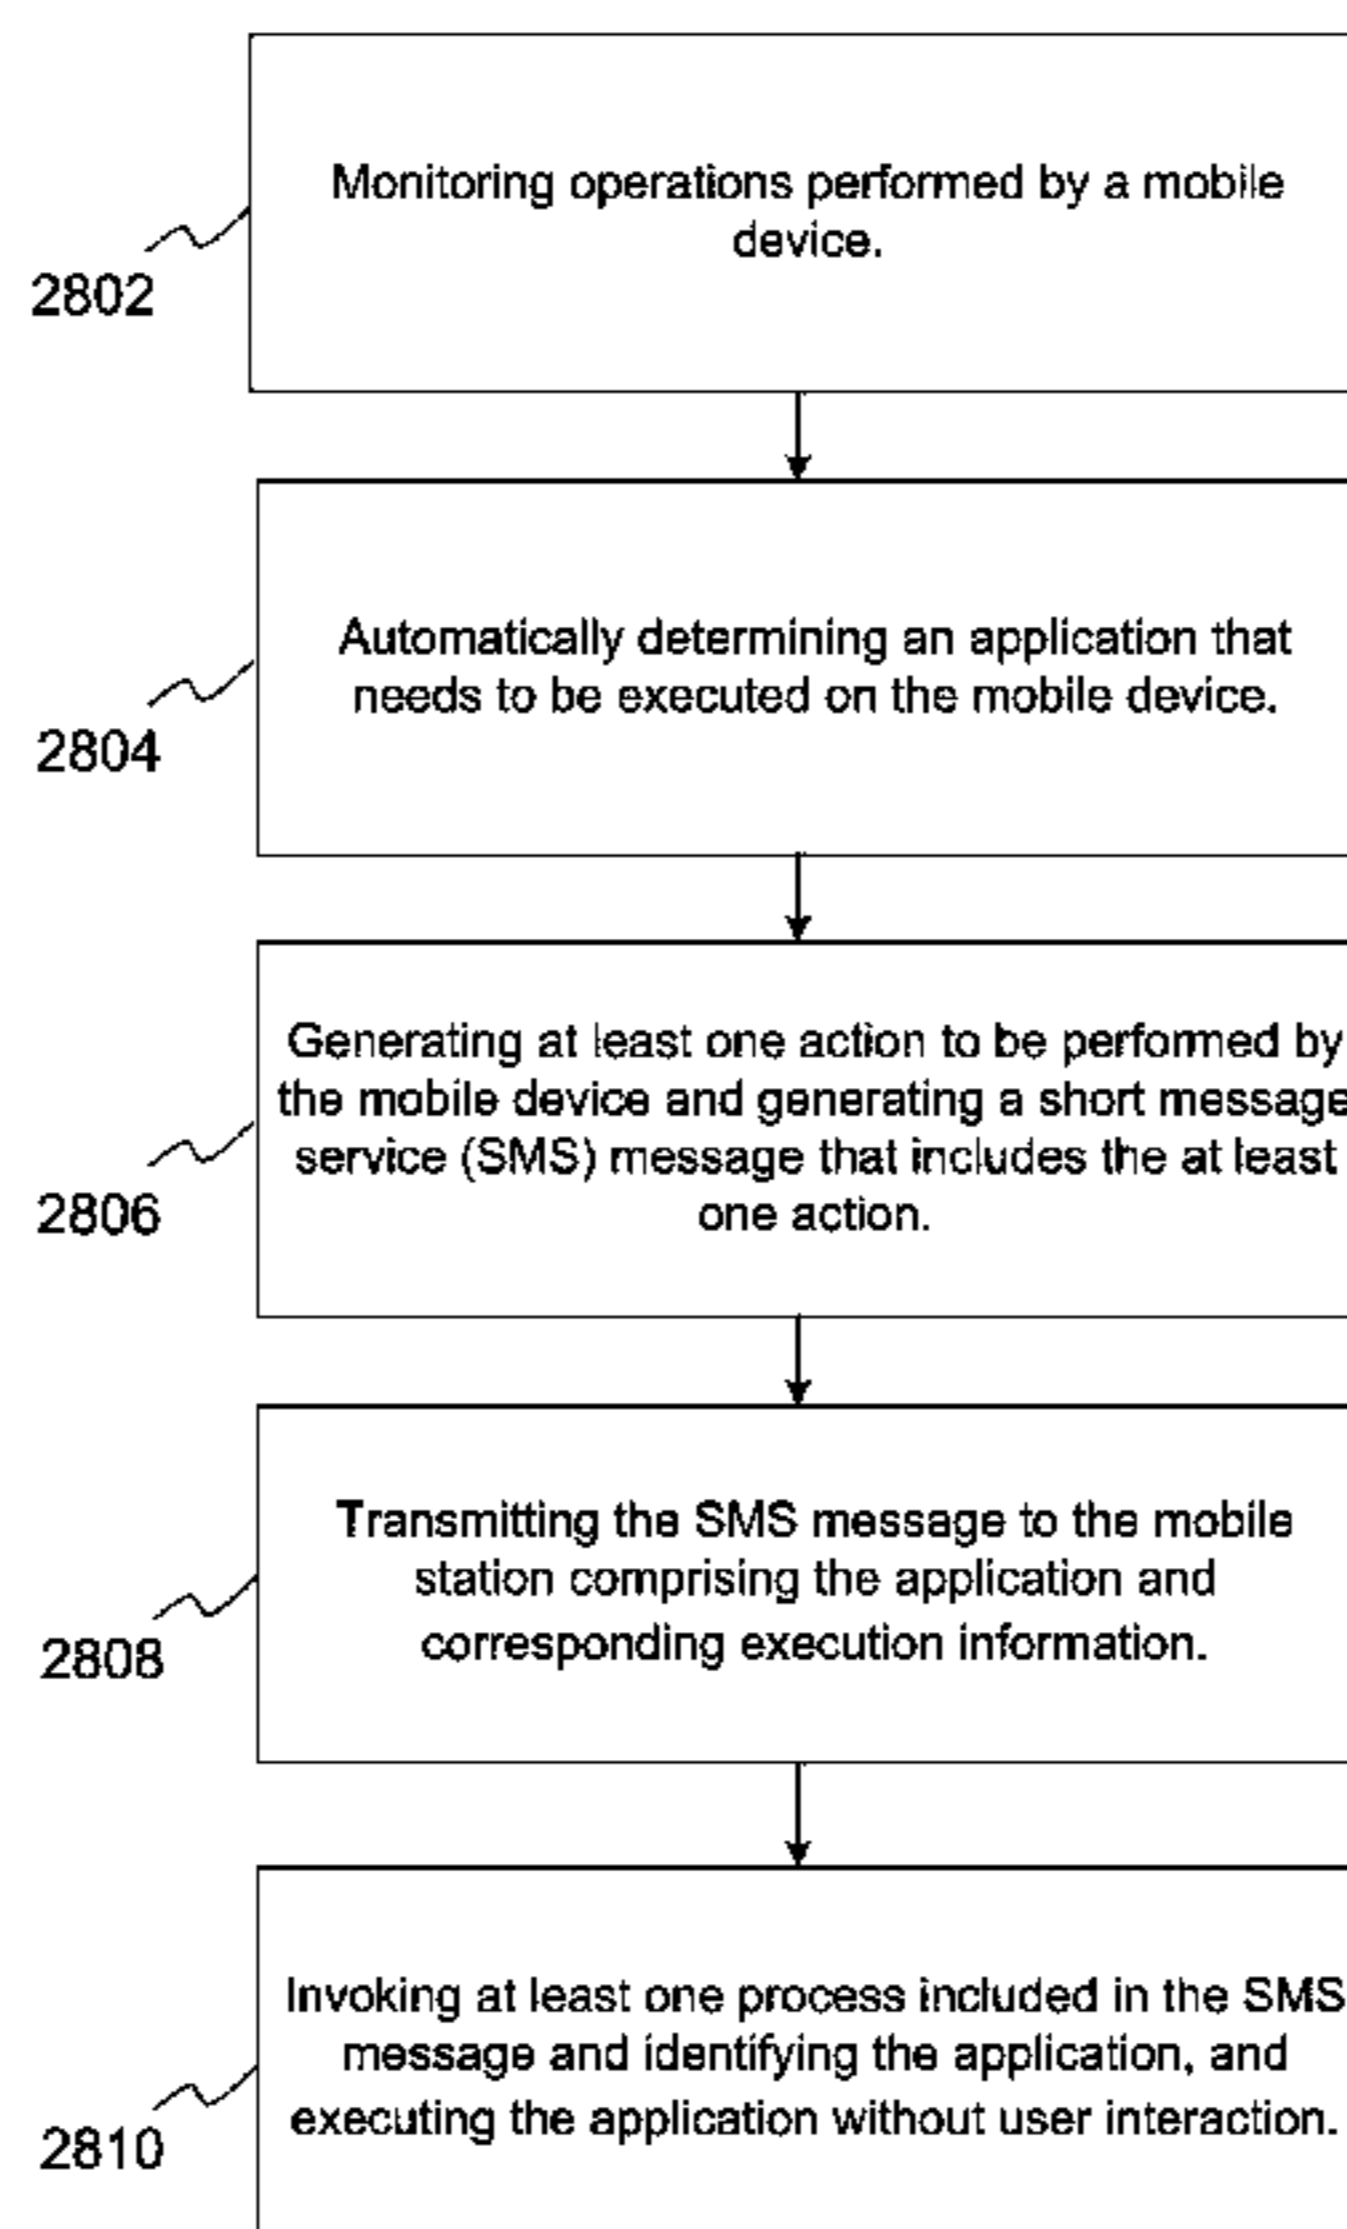 Monitoring operations performed by a mobile
device.
2802
Automatically determining an application that
needs to be executed on the mobile device.
2804
Generating at least one action to be performed by
the mobile device and generating a short message
service (SMS) message that includes the at least
one action.
2806
Transmitting the SMS message to the mobile
station comprising the application and
corresponding execution information.
2808
Invoking at least one process included in the SMS
message and identifying the application, and
executing the application without user interaction.
2810